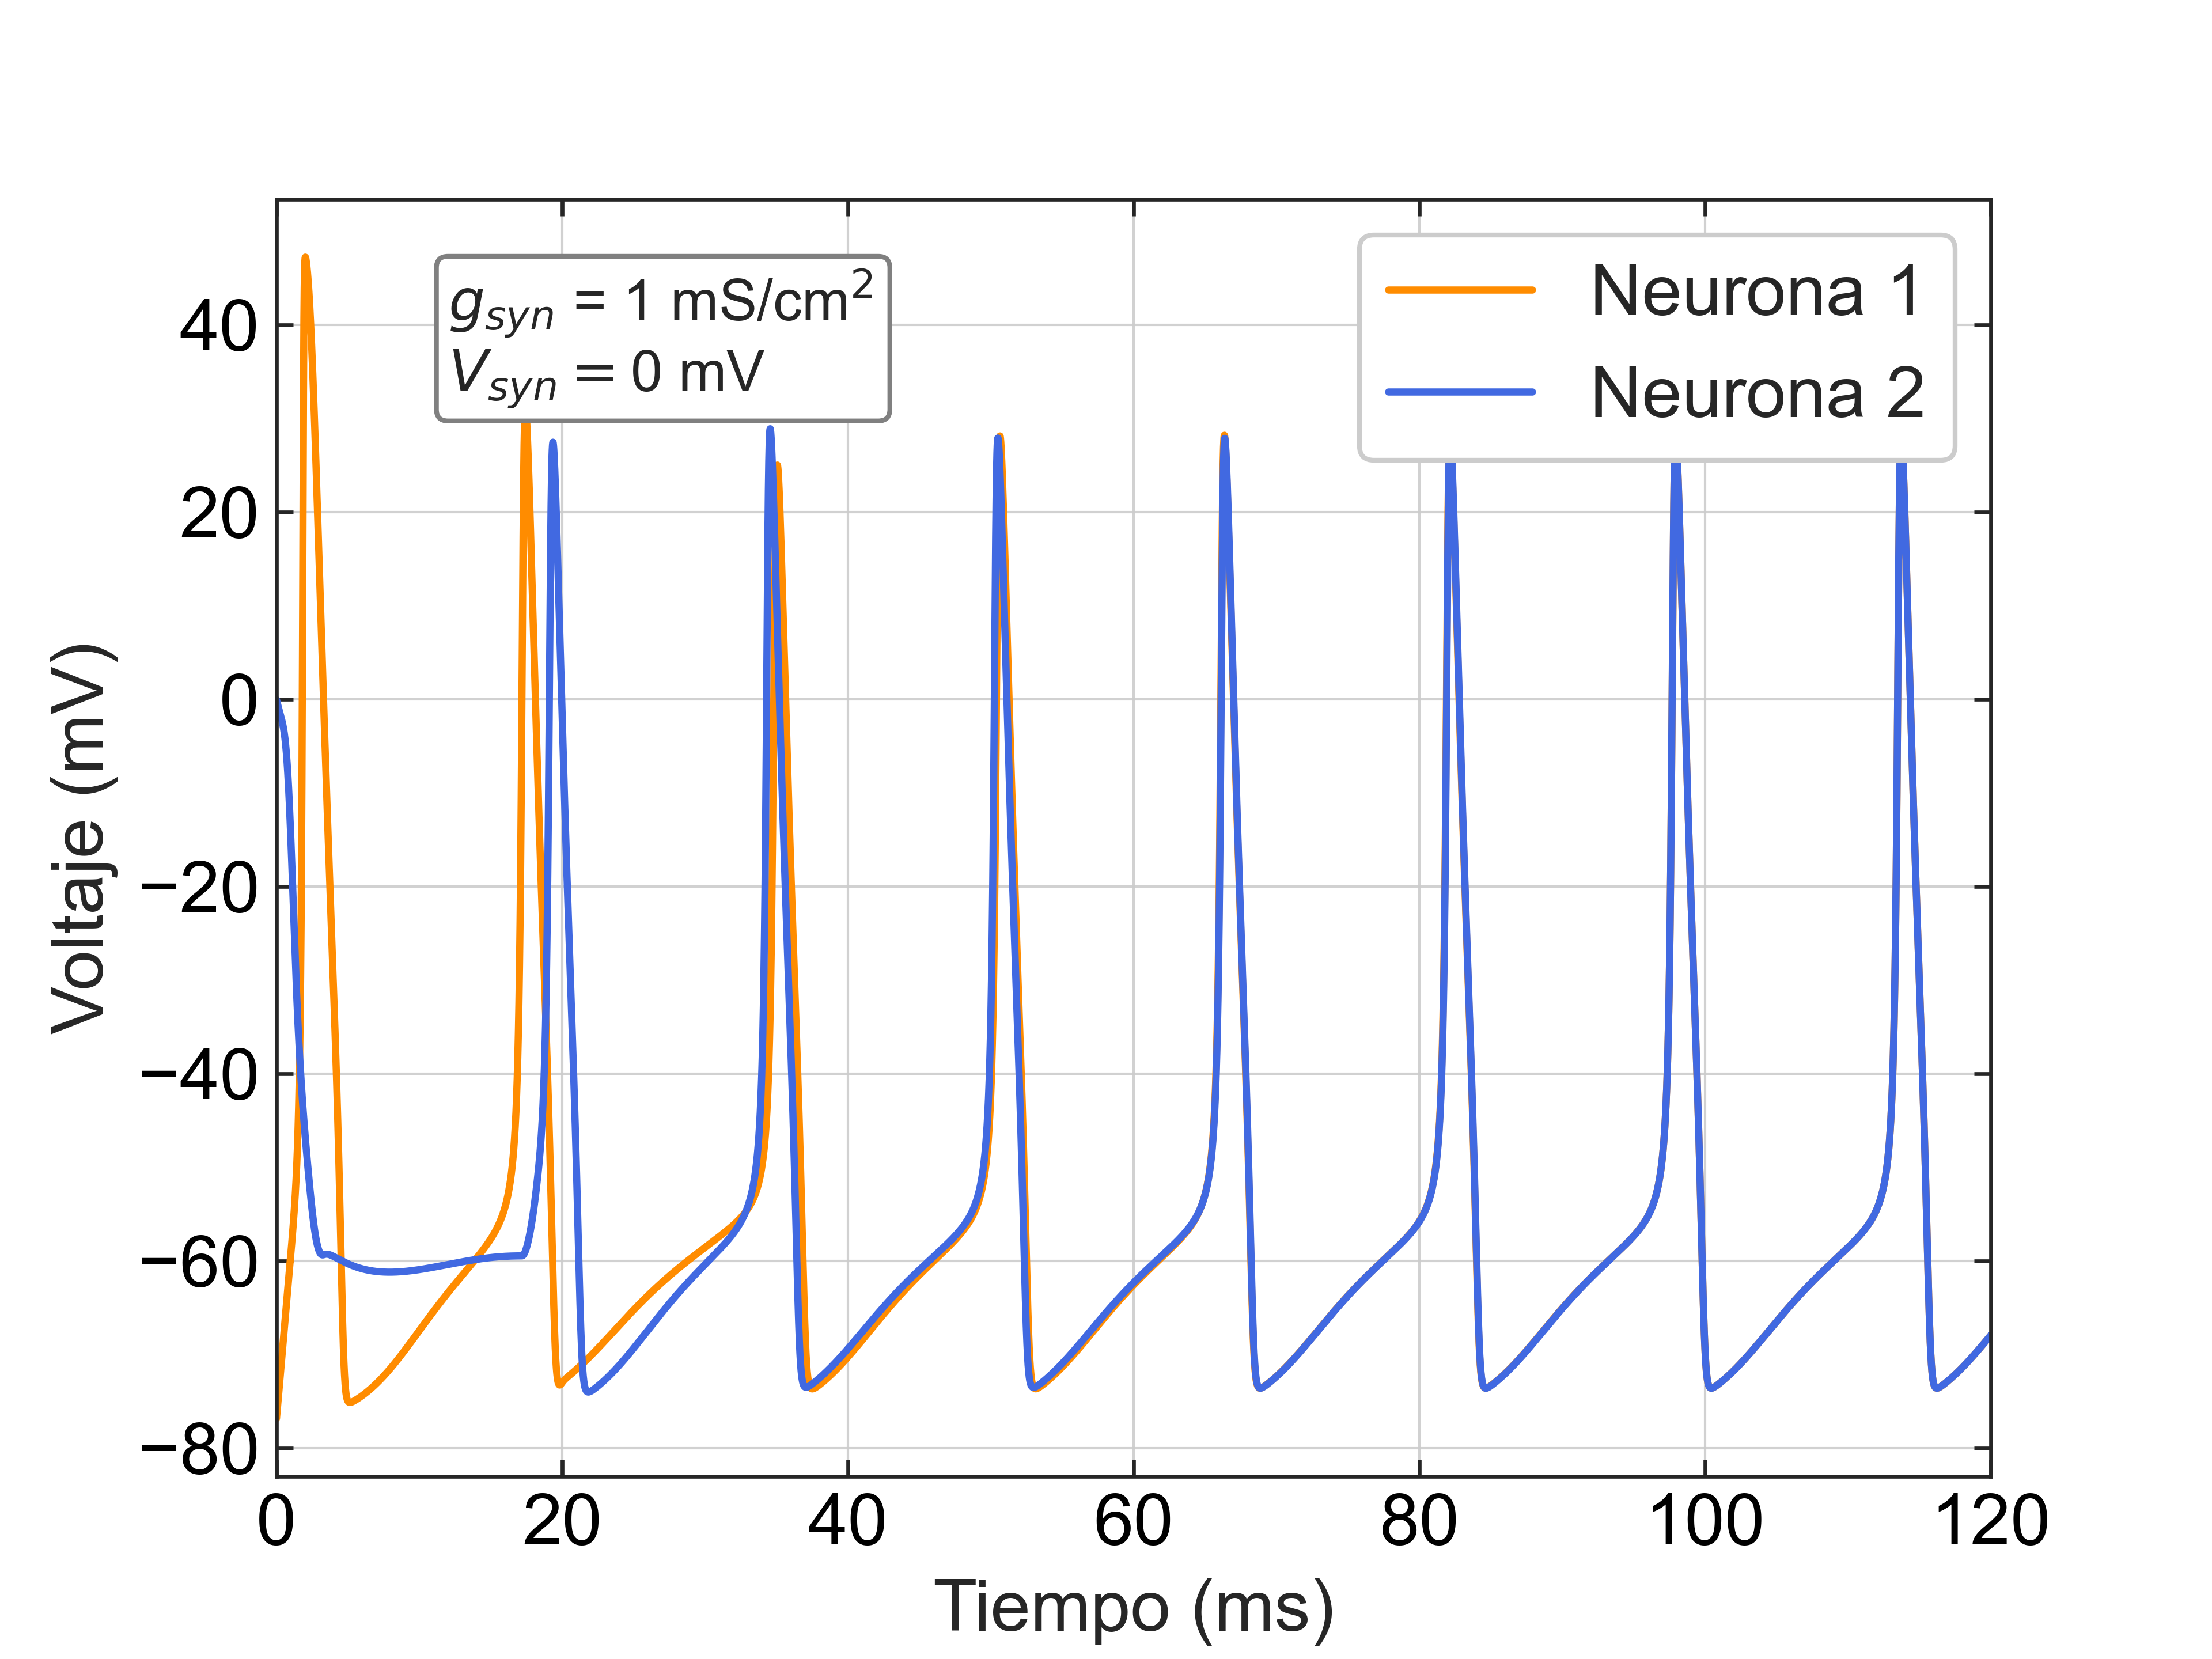 g_syn = 1 mS/cm²
V_syn = 0 mV
Neurona 1
Neurona 2
40
20
0
−20
−40
−60
−80
Voltaje (mV)
0 20 40 60 80 100 120
Tiempo (ms)